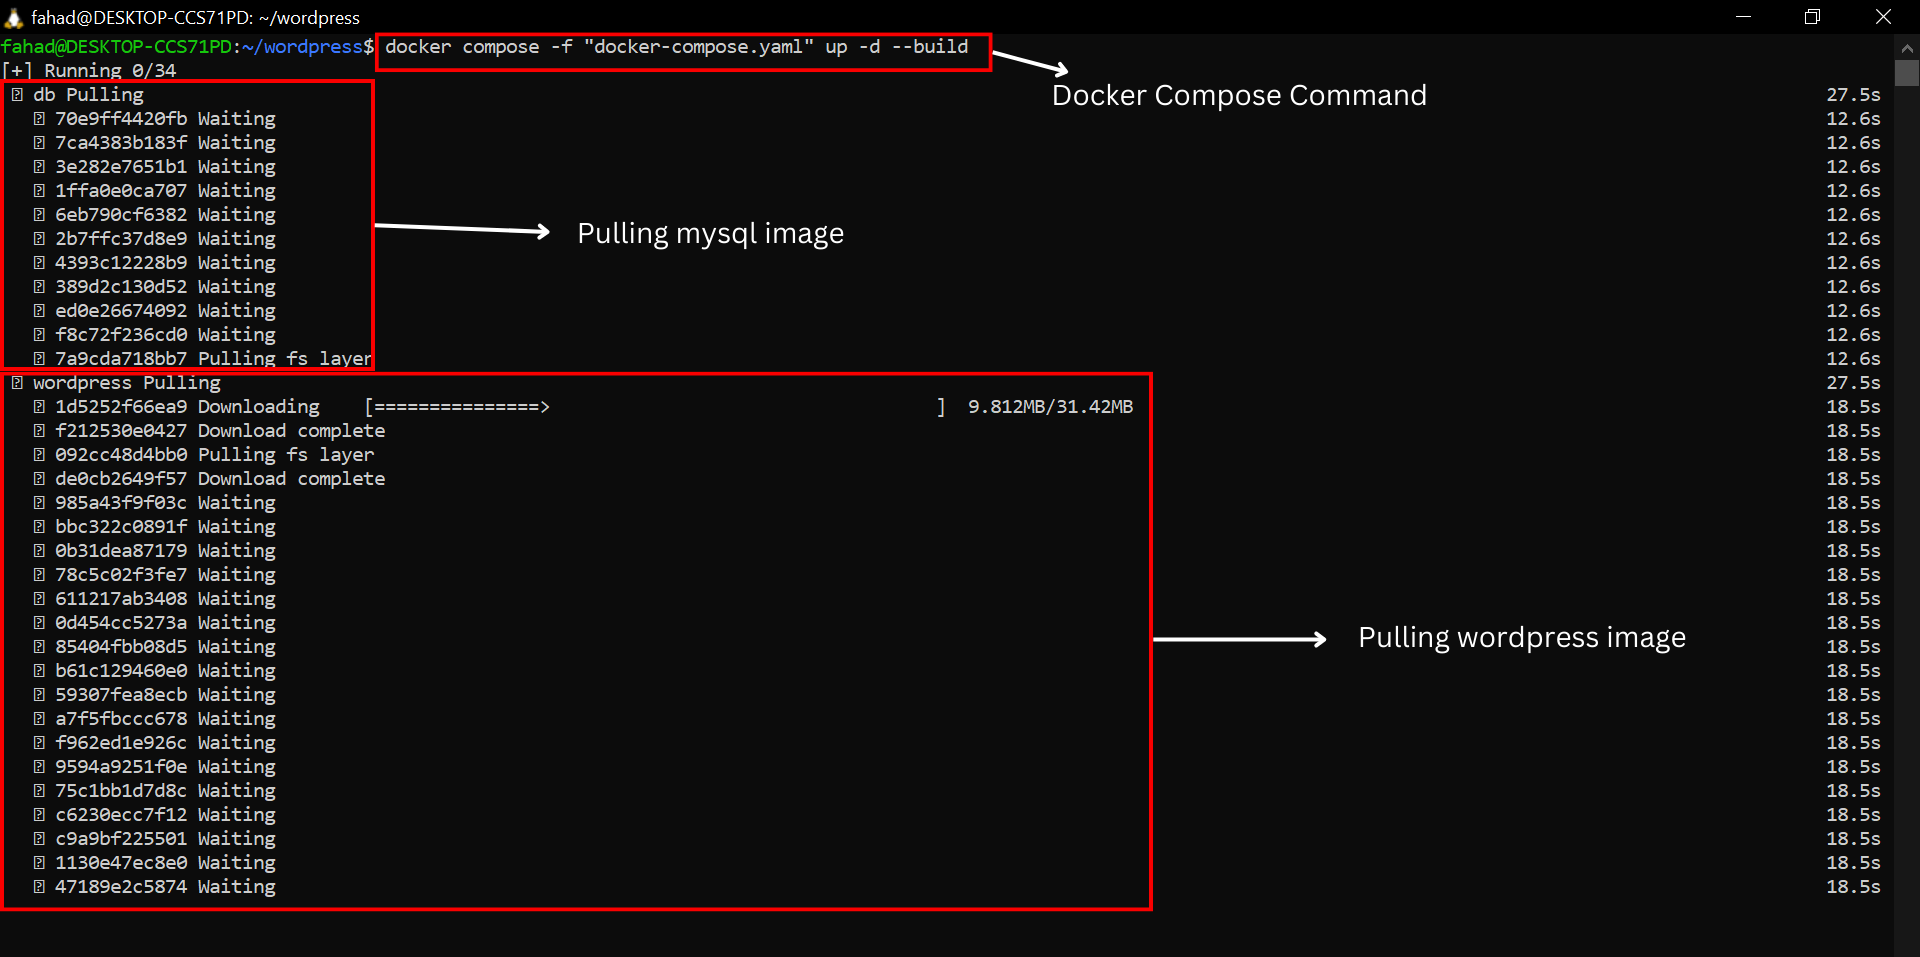 fahad@DESKTOP-CCS71PD: ~/wordpress
fahad@DESKTOP-CCS71PD:~/wordpress$ docker compose -f "docker-compose.yaml" up -d --build
[+] Running 0/34
Docker Compose Command
db Pulling 27.5s
70e9ff4420fb Waiting 12.6s
7ca4383b183f Waiting 12.6s
3e282e7651b1 Waiting 12.6s
1ffa0e0ca707 Waiting 12.6s
6eb790cf6382 Waiting 12.6s
2b7ffc37d8e9 Waiting 12.6s
Pulling mysql image
4393c12228b9 Waiting 12.6s
389d2c130d52 Waiting 12.6s
ed0e26674092 Waiting 12.6s
f8c72f236cd0 Waiting 12.6s
7a9cda718bb7 Pulling fs layer 12.6s
wordpress Pulling 27.5s
1d5252f66ea9 Downloading [===============> ] 9.812MB/31.42MB 18.5s
f212530e0427 Download complete 18.5s
092cc48d4bb0 Pulling fs layer 18.5s
de0cb2649f57 Download complete 18.5s
985a43f9f03c Waiting 18.5s
bbc322c0891f Waiting 18.5s
0b31dea87179 Waiting 18.5s
78c5c02f3fe7 Waiting 18.5s
611217ab3408 Waiting 18.5s
0d454cc5273a Waiting 18.5s
85404fbb08d5 Waiting 18.5s
Pulling wordpress image
b61c129460e0 Waiting 18.5s
59307fea8ecb Waiting 18.5s
a7f5fbccc678 Waiting 18.5s
f962ed1e926c Waiting 18.5s
9594a9251f0e Waiting 18.5s
75c1bb1d7d8c Waiting 18.5s
c6230ecc7f12 Waiting 18.5s
c9a9bf225501 Waiting 18.5s
1130e47ec8e0 Waiting 18.5s
47189e2c5874 Waiting 18.5s